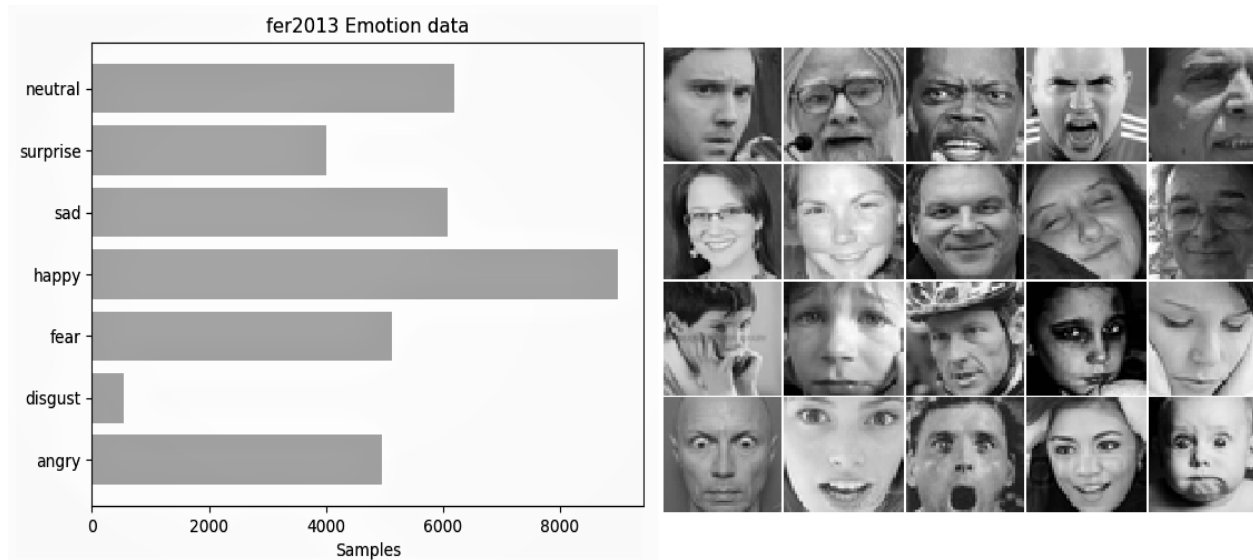 fer2013 Emotion data
neutral
surprise
sad
happy
fear
disgust
angry
0 2000 4000 6000 8000
Samples